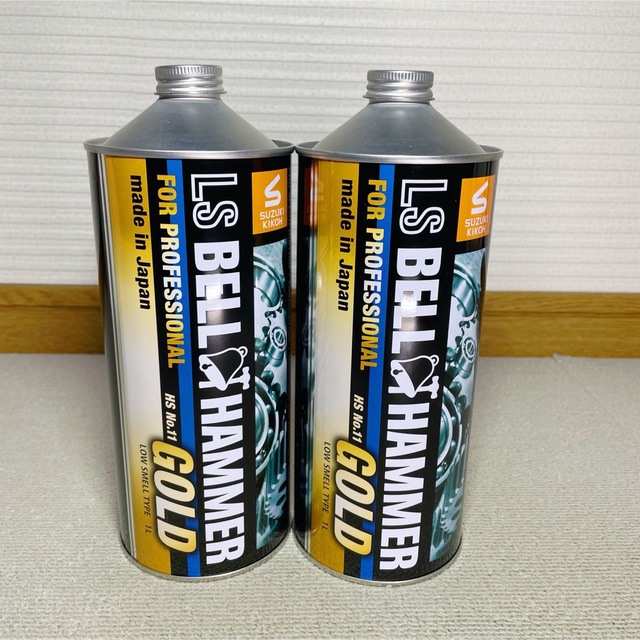 SUZUKI
KIKOH
LS BELL HAMMER
FOR PROFESSIONAL
made in Japan
HS No.11
GOLD
LOW SMELL TYPE 1L
SUZUKI
KIKOH
LS BELL HAMMER
FOR PROFESSIONAL
made in Japan
HS No.11
GOLD
LOW SMELL TYPE 1L